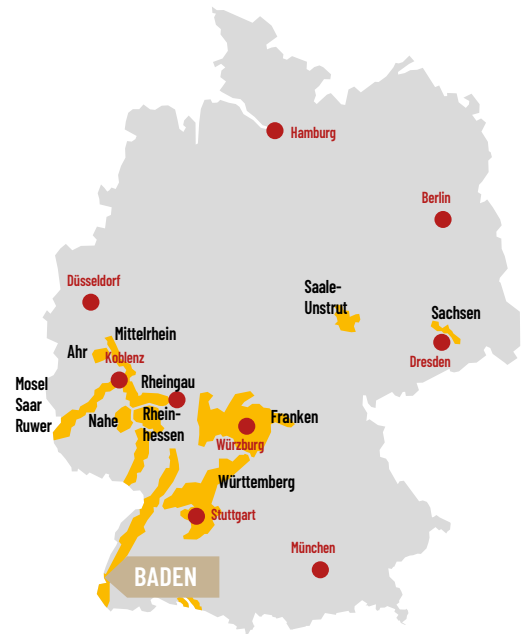 Hamburg
Berlin
Düsseldorf
Saale-
Unstrut
Sachsen
Mittelrhein
Ahr
Koblenz
Dresden
Mosel
Saar
Ruwer
Rheingau
Nahe
Rhein-
hessen
Franken
Würzburg
Württemberg
Stuttgart
München
BADEN